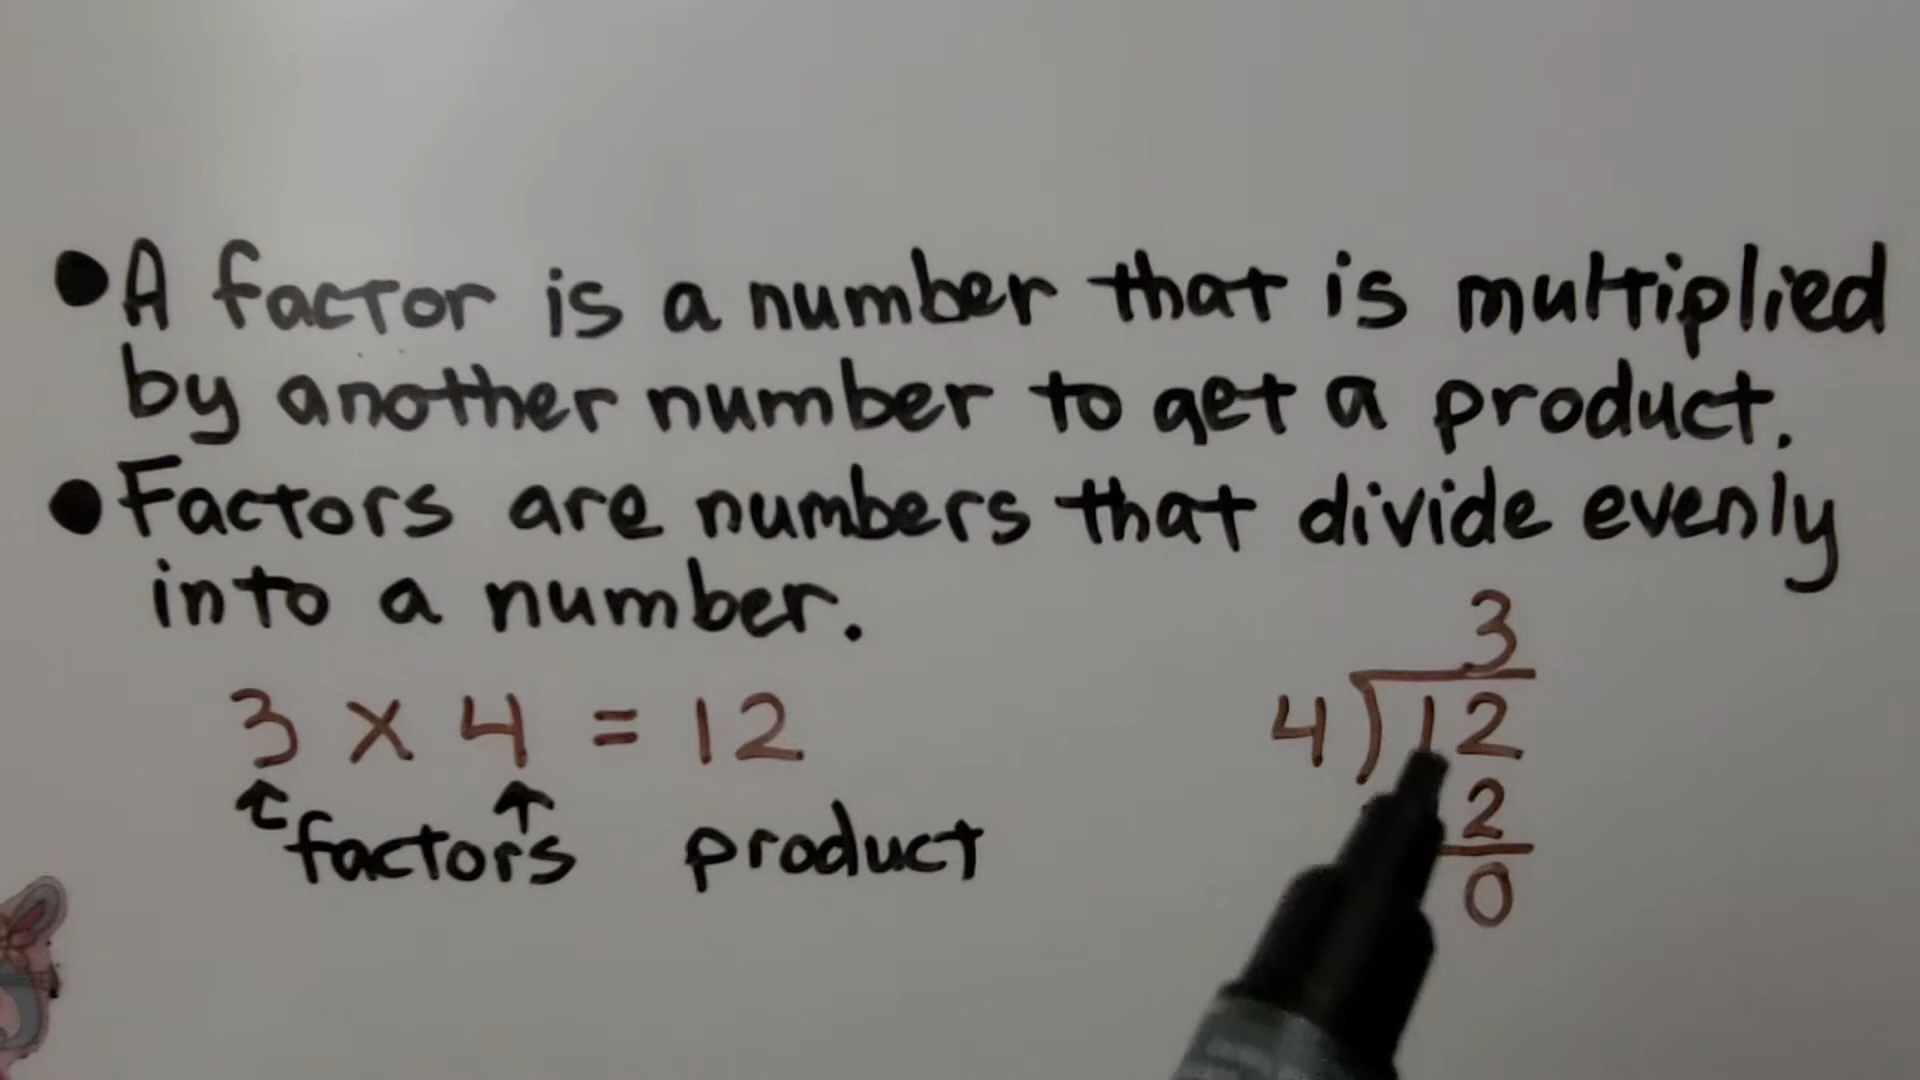 • A factor is a number that is multiplied
by another number to get a product.
• Factors are numbers that divide evenly
into a number.
3 x 4 = 12
factors product
3
4)12
2
0